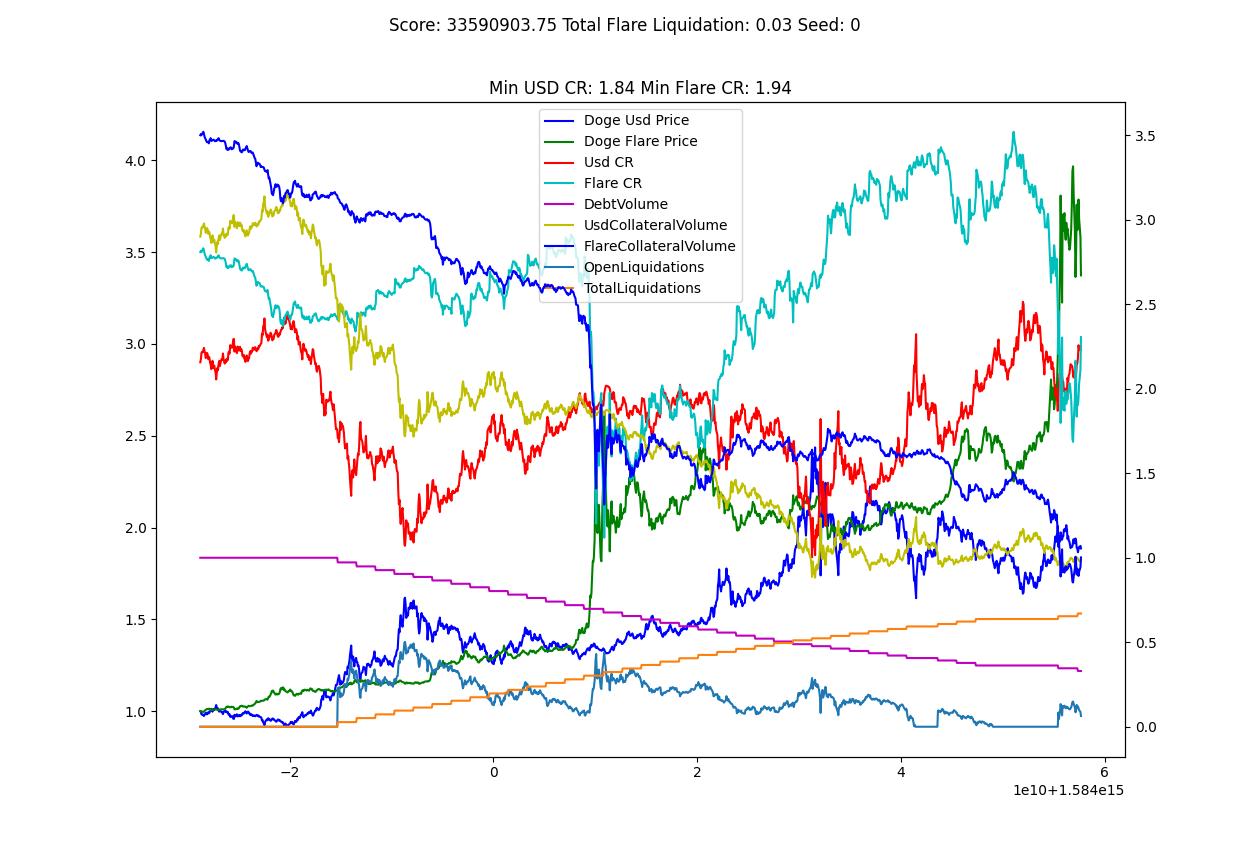 Score: 33590903.75 Total Flare Liquidation: 0.03 Seed: 0
Min USD CR: 1.84 Min Flare CR: 1.94
Doge Usd Price
Doge Flare Price
Usd CR
Flare CR
DebtVolume
UsdCollateralVolume
FlareCollateralVolume
OpenLiquidations
TotalLiquidations
4.0
3.5
3.0
2.5
2.0
1.5
1.0
3.5
3.0
2.5
2.0
1.5
1.0
0.5
0.0
−2
0
2
4
6
1e10+1.584e15